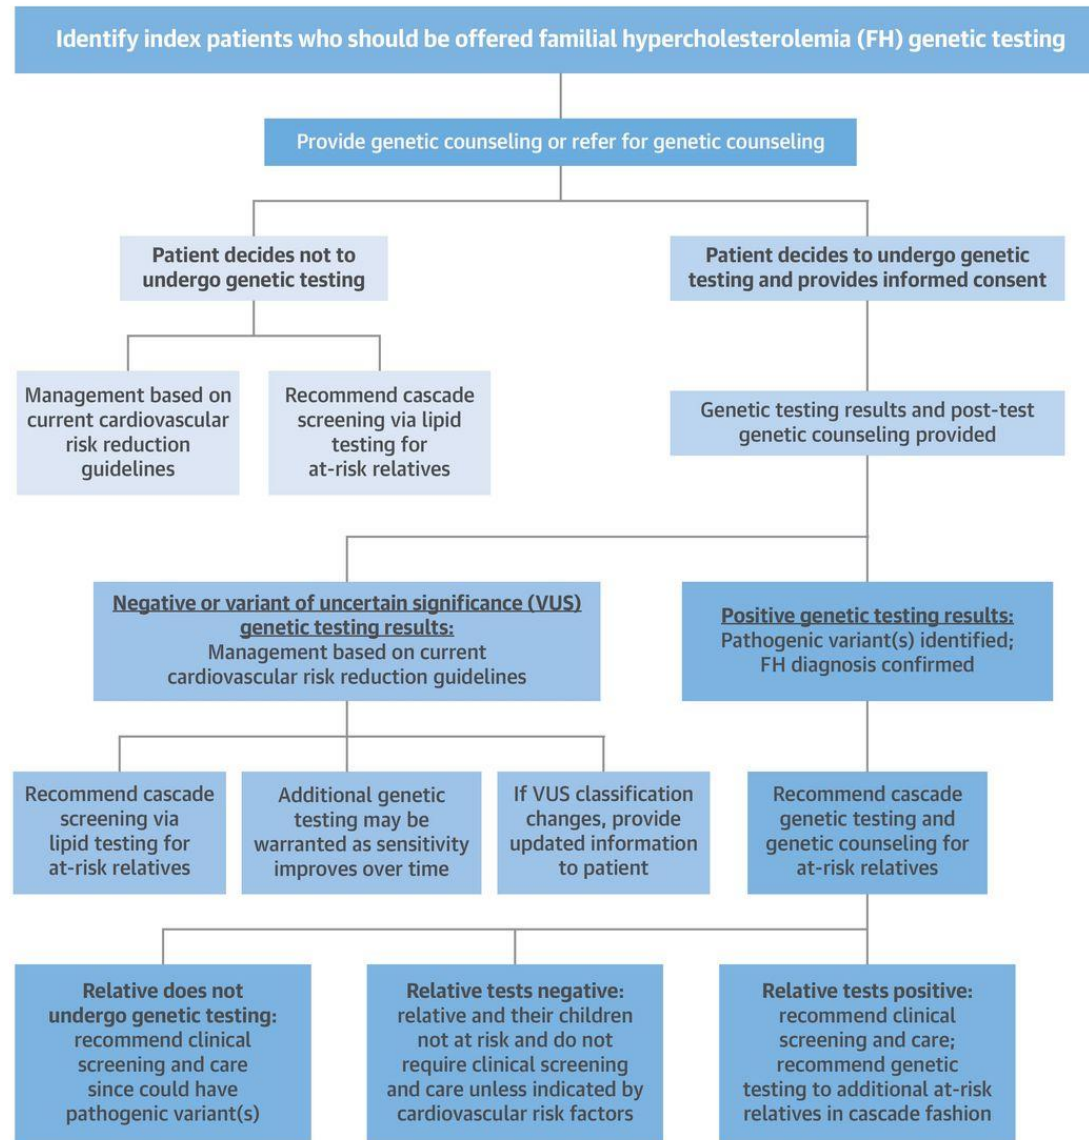 Identify index patients who should be offered familial hypercholesterolemia (FH) genetic testing
Provide genetic counseling or refer for genetic counseling
Patient decides not to
undergo genetic testing
Patient decides to undergo genetic
testing and provides informed consent
Management based on
current cardiovascular
risk reduction
guidelines
Recommend cascade
screening via lipid
testing for
at-risk relatives
Genetic testing results and post-test
genetic counseling provided
Negative or variant of uncertain significance (VUS)
genetic testing results:
Management based on current
cardiovascular risk reduction guidelines
Positive genetic testing results:
Pathogenic variant(s) identified;
FH diagnosis confirmed
Recommend cascade
screening via
lipid testing for
at-risk relatives
Additional genetic
testing may be
warranted as sensitivity
improves over time
If VUS classification
changes, provide
updated information
to patient
Recommend cascade
genetic testing and
genetic counseling for
at-risk relatives
Relative does not
undergo genetic testing:
recommend clinical
screening and care
since could have
pathogenic variant(s)
Relative tests negative:
relative and their children
not at risk and do not
require clinical screening
and care unless indicated by
cardiovascular risk factors
Relative tests positive:
recommend clinical
screening and care;
recommend genetic
testing to additional at-risk
relatives in cascade fashion